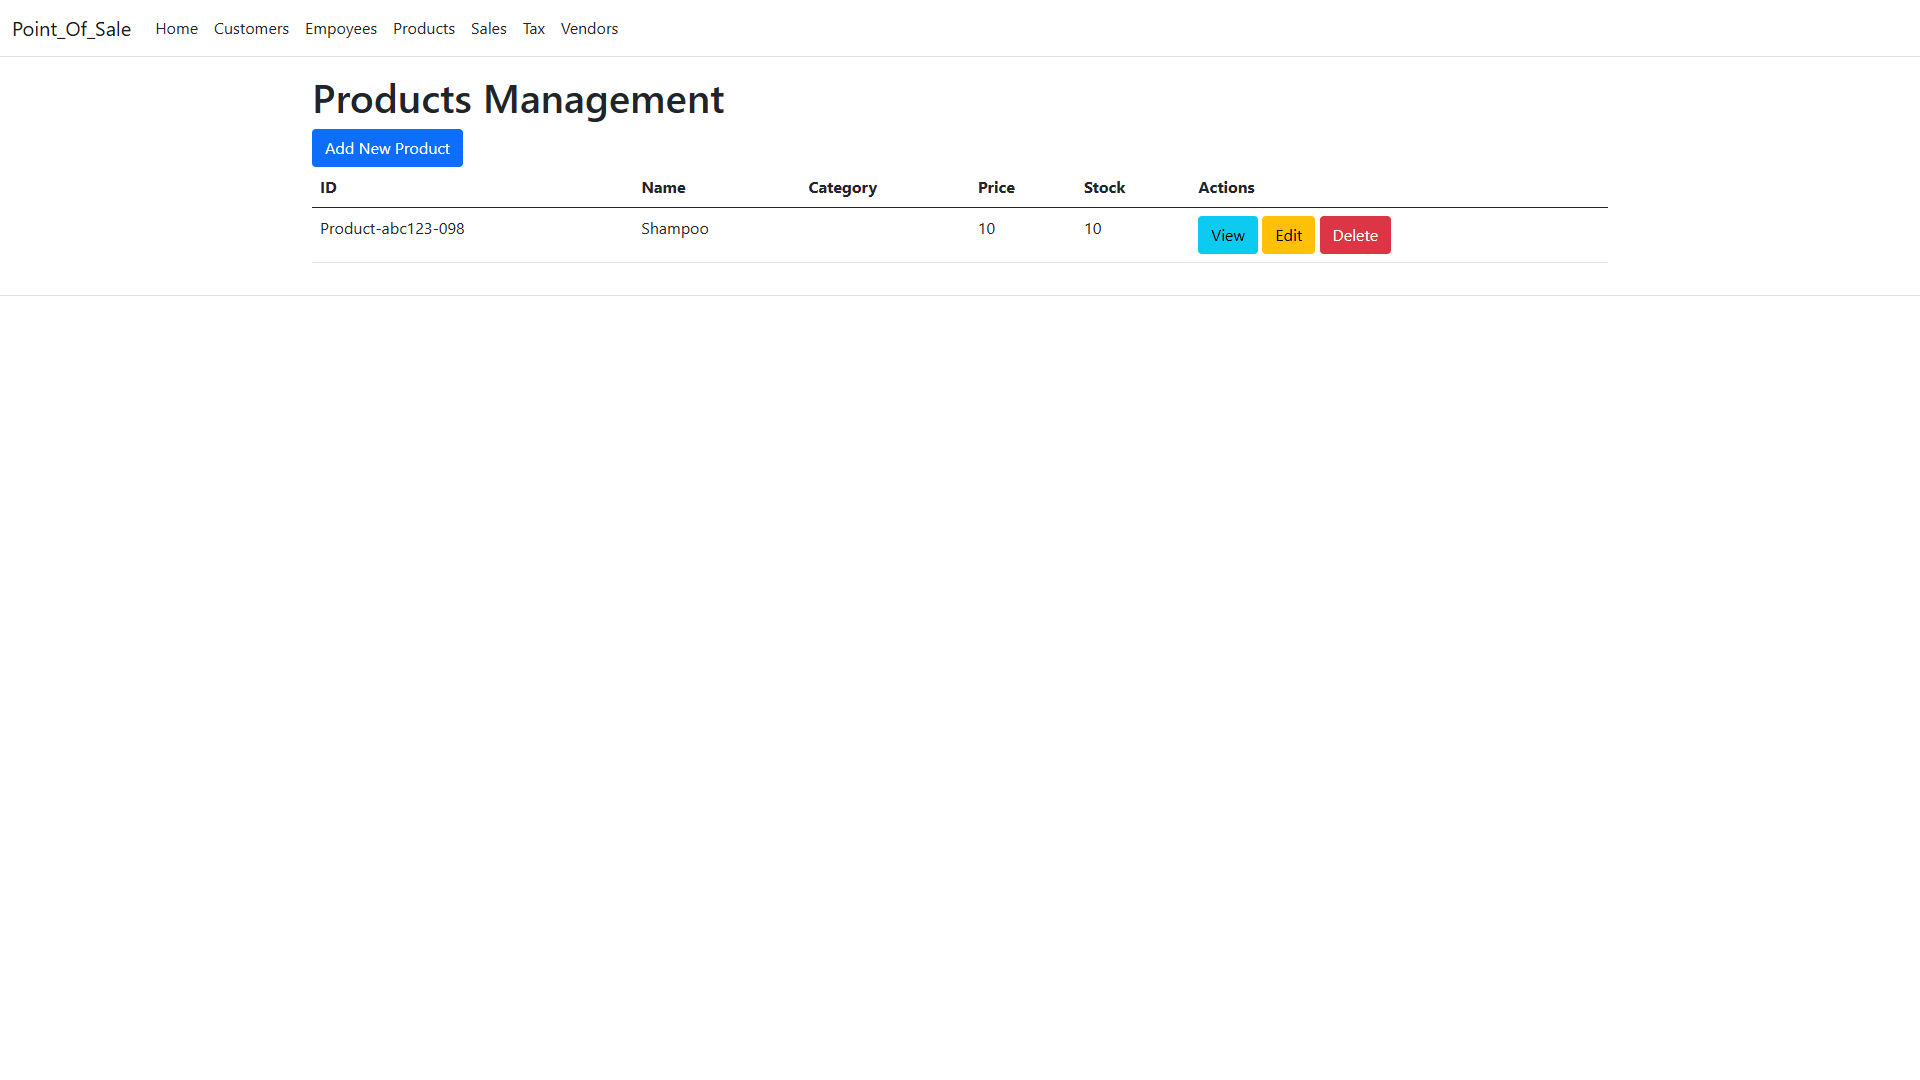 Point_Of_Sale Home Customers Empoyees Products Sales Tax Vendors
Products Management
Add New Product
ID Name Category Price Stock Actions
Product-abc123-098 Shampoo 10 10 View Edit Delete